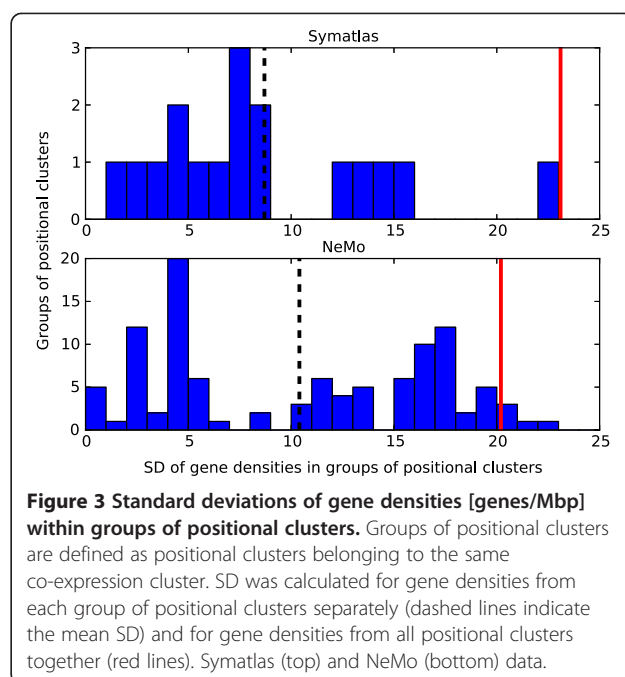 Symatlas
3
2
1
0
0 5 10 15 20 25
Groups of positional clusters
NeMo
20
15
10
5
0
0 5 10 15 20 25
SD of gene densities in groups of positional clusters
Figure 3 Standard deviations of gene densities [genes/Mbp]
within groups of positional clusters. Groups of positional clusters
are defined as positional clusters belonging to the same
co-expression cluster. SD was calculated for gene densities from
each group of positional clusters separately (dashed lines indicate
the mean SD) and for gene densities from all positional clusters
together (red lines). Symatlas (top) and NeMo (bottom) data.